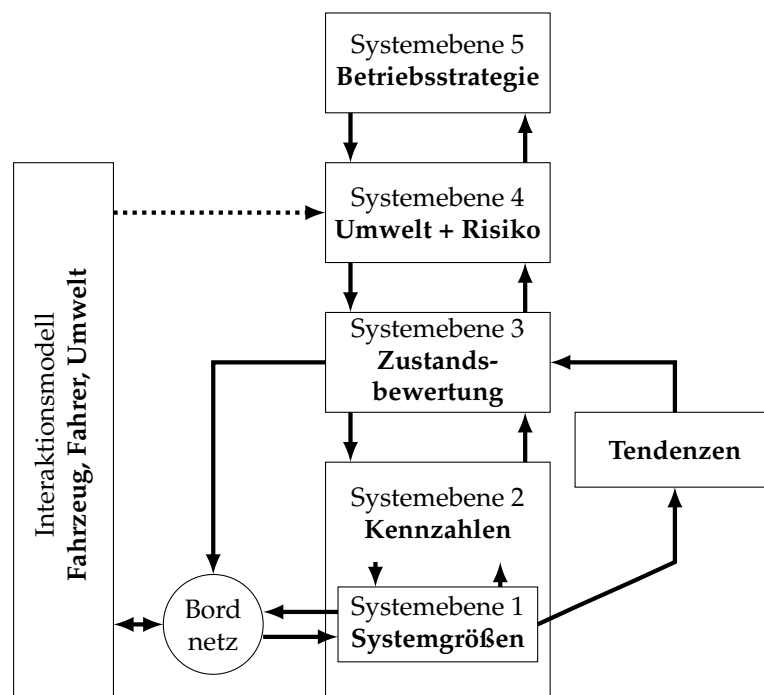 Systemebene 5
Betriebsstrategie
Systemebene 4
Umwelt + Risiko
Interaktionsmodell
Fahrzeug, Fahrer, Umwelt
Systemebene 3
Zustands-
bewertung
Tendenzen
Systemebene 2
Kennzahlen
Bord
netz
Systemebene 1
Systemgrößen